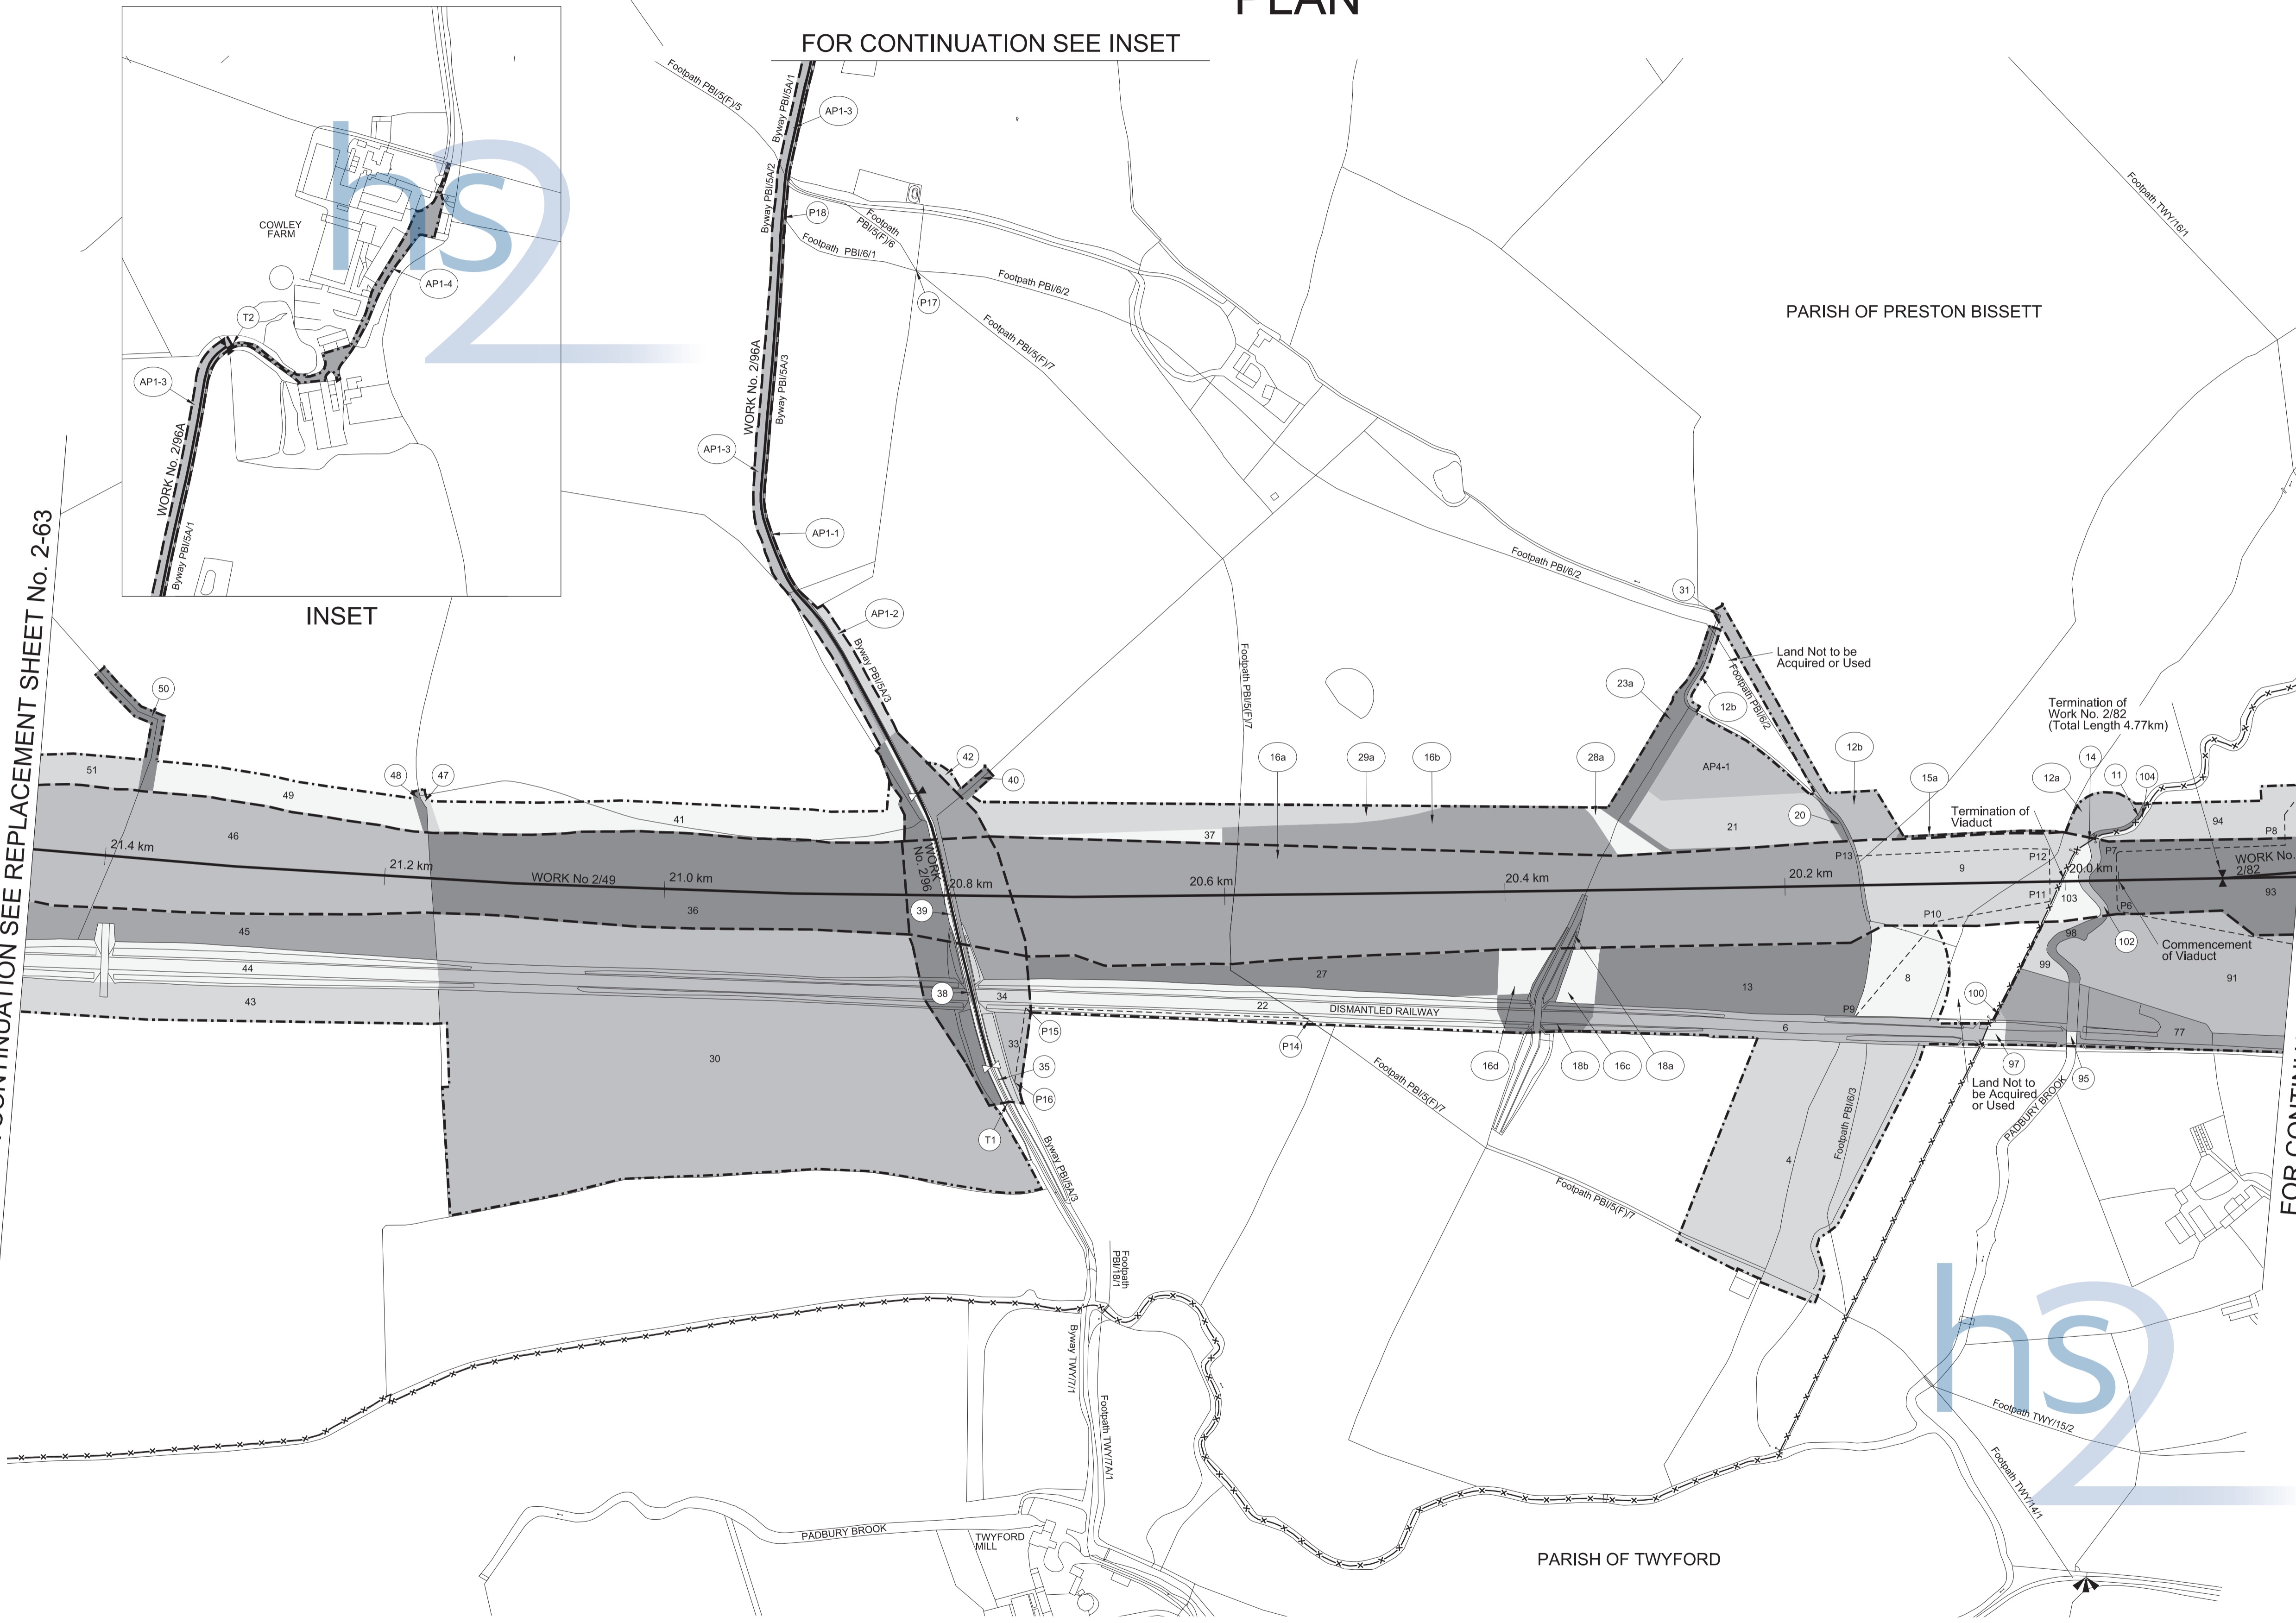 PLAN
FOR CONTINUATION SEE INSET
hs2
COWLEY
FARM
AP1-4
T2
AP1-3
WORK No. 2/96A
Byway PBI/5A/1
INSET
Footpath PBI/5(F)/5
Byway PBI/5A/1
AP1-3
Byway PBI/5A/2
P18
Footpath
PBI/5(F)/6
Footpath PBI/6/1
P17
Footpath PBI/6/2
Footpath PBI/5(F)/7
WORK No. 2/96A
Byway PBI/5A/3
AP1-3
AP1-1
AP1-2
Byway PBI/5A/3
Footpath TWY/16/1
PARISH OF PRESTON BISSETT
Footpath PBI/6/2
31
Land Not to be
Acquired or Used
Footpath PBI/6/2
23a
12b
AP4-1
12b
Footpath PBI/5(F)/7
Termination of
Work No. 2/82
(Total Length 4.77km)
CONTINUATION SEE REPLACEMENT SHEET No. 2-63
50
51
49
48
47
41
42
40
16a
29a
16b
28a
37
21
20
15a
Termination of
Viaduct
12a
14
11
104
94
P8
46
21.4 km
21.2 km
WORK No 2/49
21.0 km
36
WORK
No. 2/96
20.8 km
20.6 km
20.4 km
20.2 km
P13
9
P12
P7
20.0 km
WORK No.
2/82
93
P11
103
P6
P10
39
45
44
43
38
34
27
22
DISMANTLED RAILWAY
13
8
P9
6
98
102
Commencement
of Viaduct
99
91
100
77
30
33
P15
35
P16
T1
P14
16d
18b
16c
18a
97
95
Land Not to
be Acquired
or Used
PADBURY BROOK
Footpath PBI/5(F)/7
Byway PBI/5A/3
4
Footpath PBI/6/3
Footpath PBI/5(F)/7
FOR CONTINU
Footpath
PBI/18/1
Byway TWY/7/1
Footpath TWY/7A/1
hs2
Footpath TWY/15/2
Footpath TWY/14/1
PADBURY BROOK
TWYFORD
MILL
PARISH OF TWYFORD